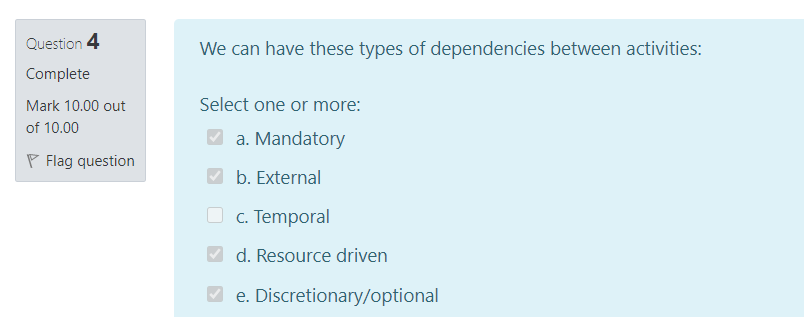 Question 4
Complete
Mark 10.00 out
of 10.00
Flag question
We can have these types of dependencies between activities:
Select one or more:
a. Mandatory
b. External
c. Temporal
d. Resource driven
e. Discretionary/optional